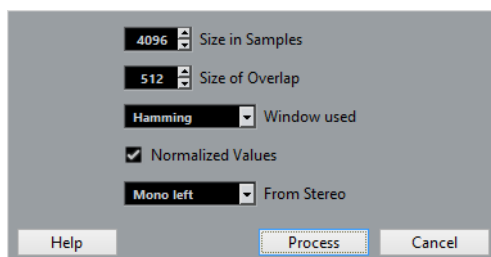 4096 Size in Samples
512 Size of Overlap
Hamming Window used
Normalized Values
Mono left From Stereo
Help Process Cancel